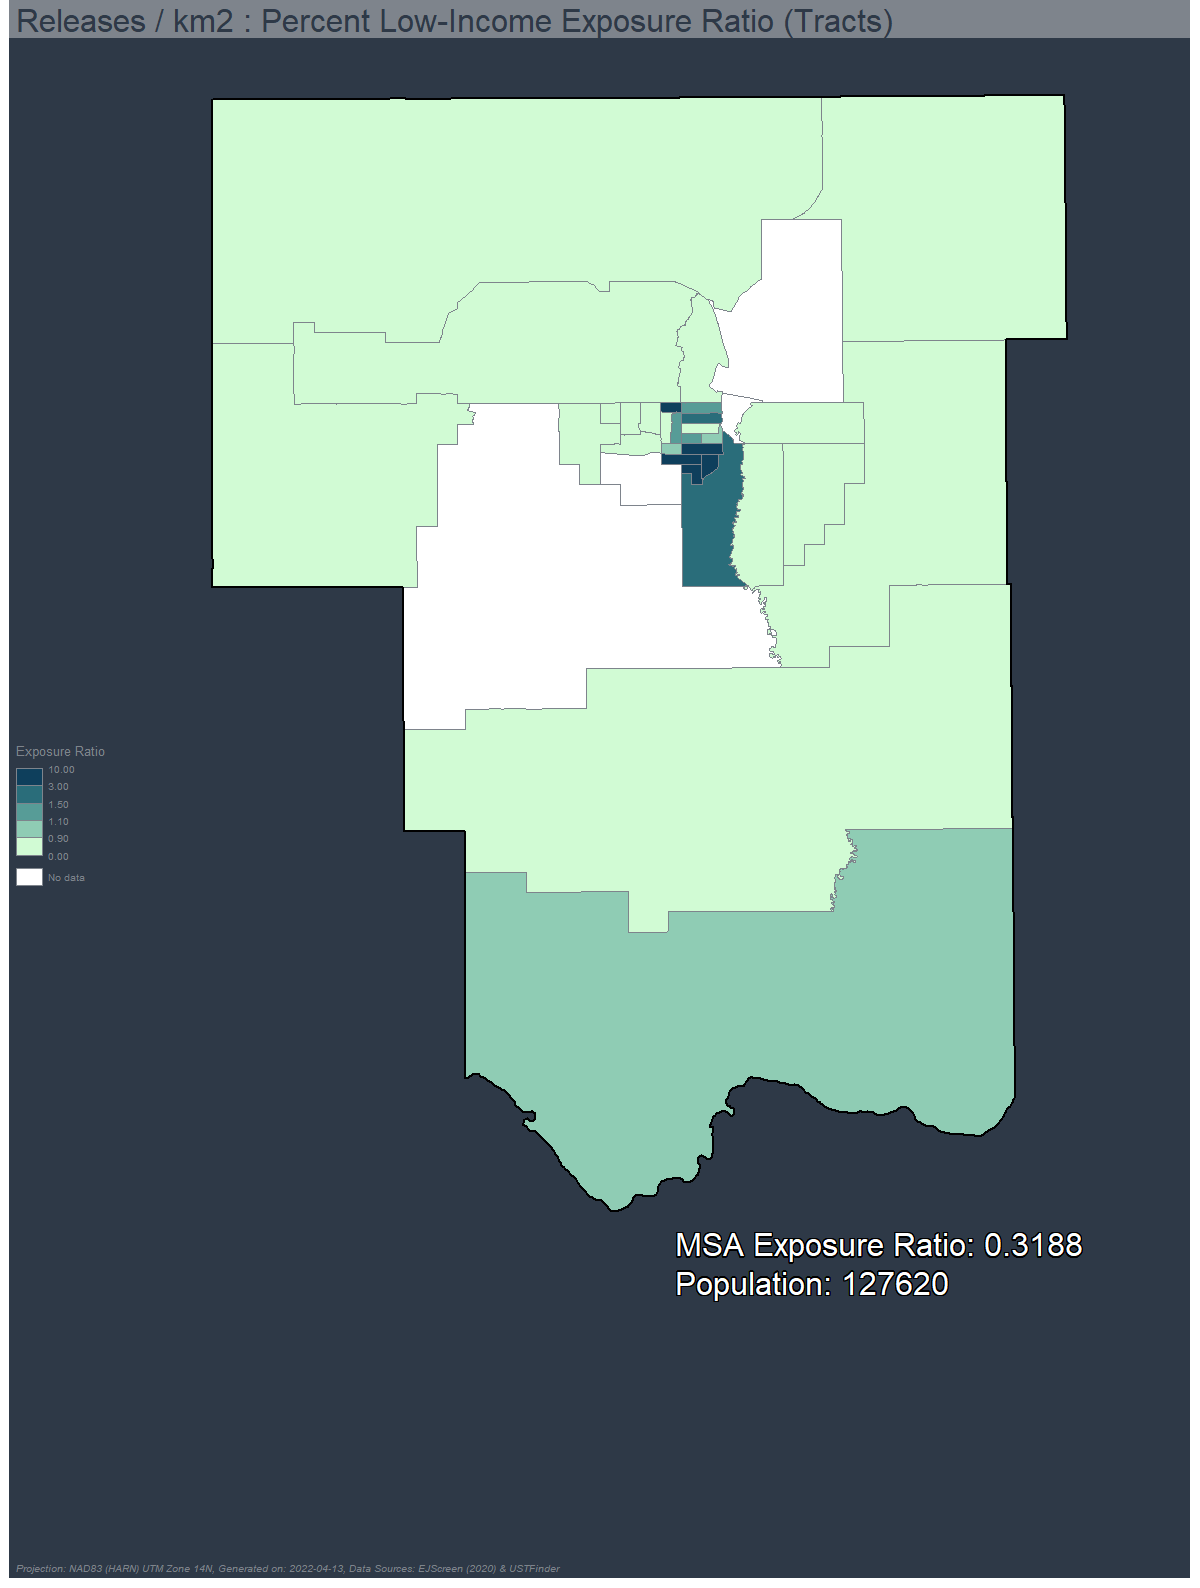 Releases / km2 : Percent Low-Income Exposure Ratio (Tracts)
Exposure Ratio
10.00
3.00
1.50
1.10
0.90
0.00
No data
MSA Exposure Ratio: 0.3188
Population: 127620
Projection: NAD83 (HARN) UTM Zone 14N, Generated on: 2022-04-13, Data Sources: EJScreen (2020) & USTFinder